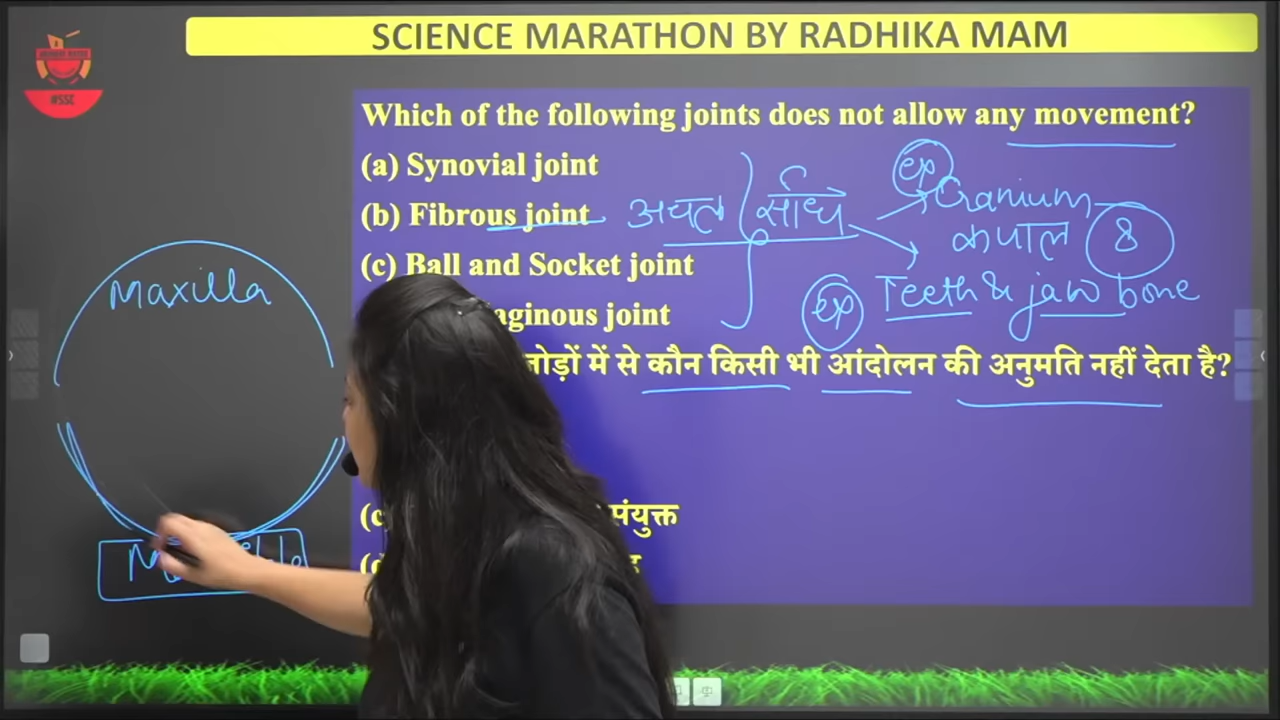 SCIENCE MARATHON BY RADHIKA MAM
#SSC
Which of the following joints does not allow any movement?
(a) Synovial joint
(b) Fibrous joint
अचल
संधि
ep
Cranium
कपाल
8
(c) Ball and Socket joint
ep
Teeth & jaw bone
aginous joint
जोड़ों में से कौन किसी भी आंदोलन की अनुमति नहीं देता है?
Maxilla
संयुक्त